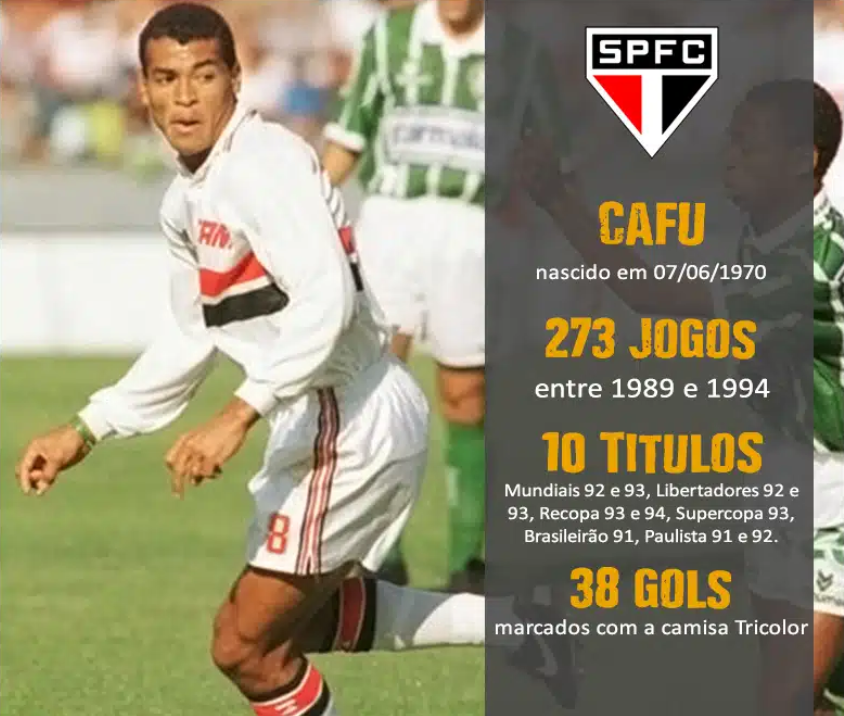 SPFC
CAFU
nascido em 07/06/1970
273 JOGOS
entre 1989 e 1994
10 TITULOS
Mundiais 92 e 93, Libertadores 92 e
93, Recopa 93 e 94, Supercopa 93,
Brasileirão 91, Paulista 91 e 92.
38 GOLS
marcados com a camisa Tricolor
8